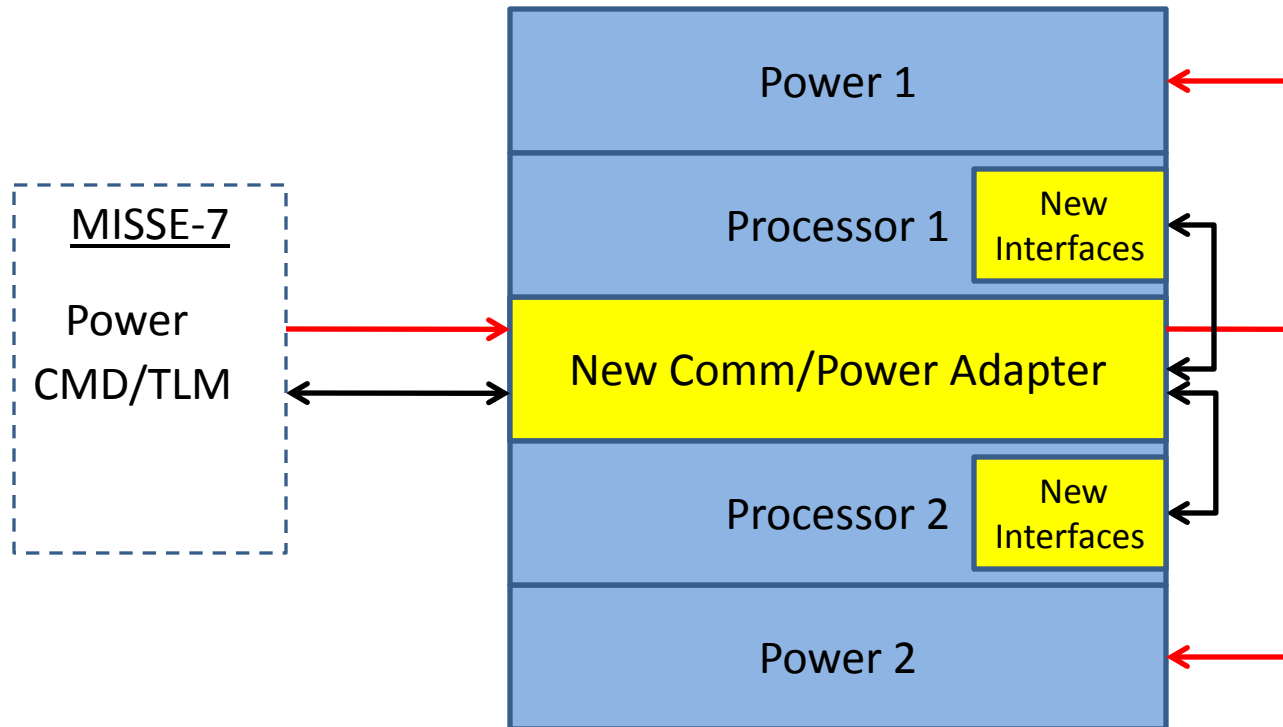 MISSE-7
Power
CMD/TLM
Power 1
Processor 1
New
Interfaces
New Comm/Power Adapter
Processor 2
New
Interfaces
Power 2